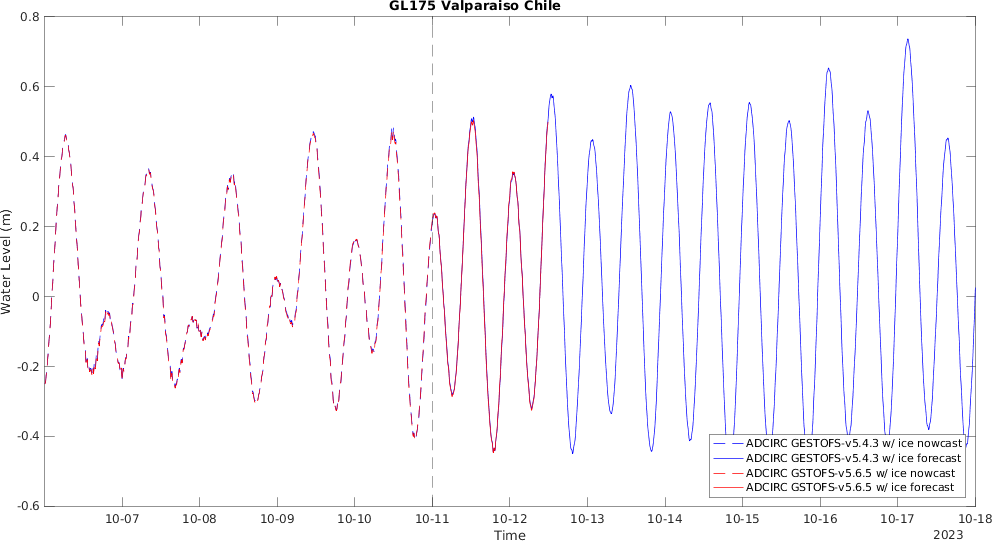 GL175 Valparaiso Chile
0.8
0.6
0.4
0.2
0
-0.2
-0.4
-0.6
Water Level (m)
ADCIRC GESTOFS-v5.4.3 w/ ice nowcast
ADCIRC GESTOFS-v5.4.3 w/ ice forecast
ADCIRC GSTOFS-v5.6.5 w/ ice nowcast
ADCIRC GSTOFS-v5.6.5 w/ ice forecast
10-07 10-08 10-09 10-10 10-11 10-12 10-13 10-14 10-15 10-16 10-17 10-18
Time
2023